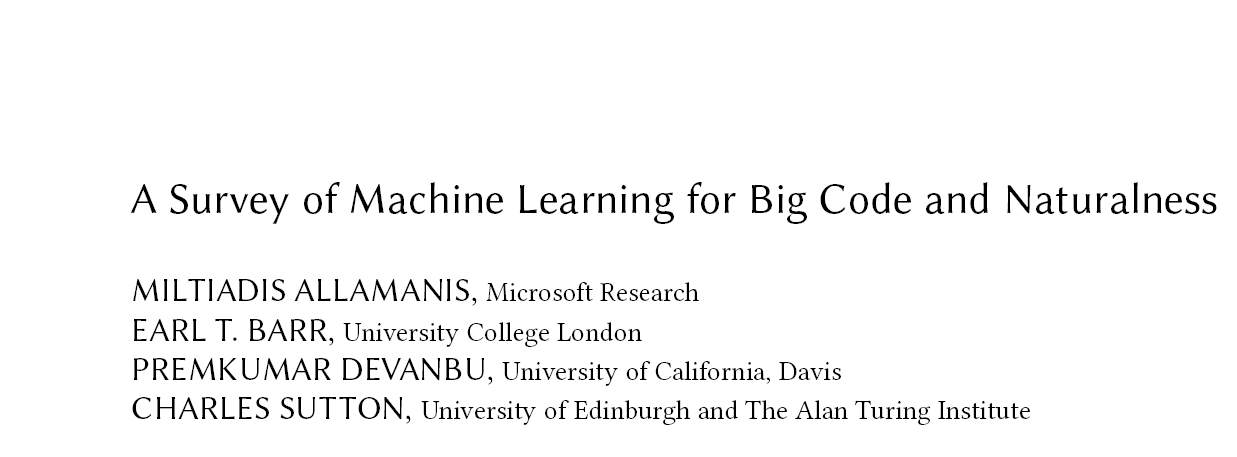 A Survey of Machine Learning for Big Code and Naturalness
MILTIADIS ALLAMANIS, Microsoft Research
EARL T. BARR, University College London
PREMKUMAR DEVANBU, University of California, Davis
CHARLES SUTTON, University of Edinburgh and The Alan Turing Institute